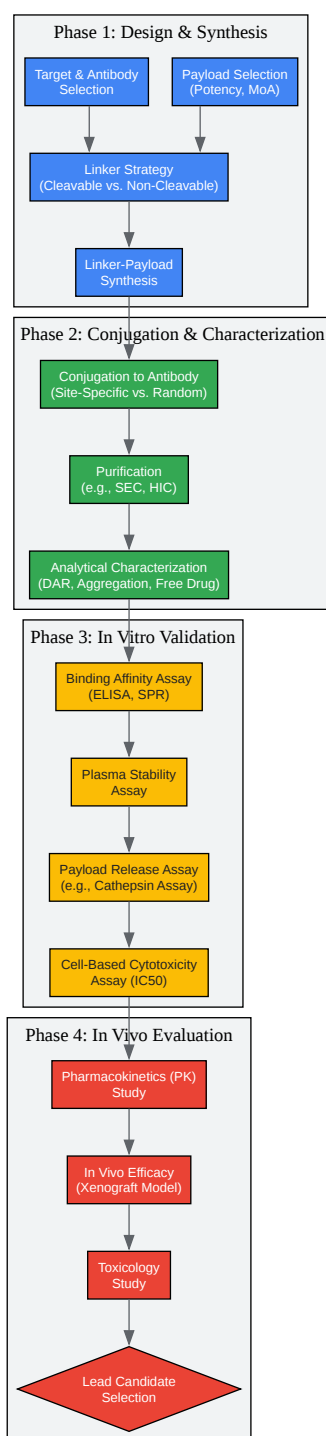 Phase 1: Design & Synthesis
Target & Antibody
Selection
Payload Selection
(Potency, MoA)
Linker Strategy
(Cleavable vs. Non-Cleavable)
Linker-Payload
Synthesis
Phase 2: Conjugation & Characterization
Conjugation to Antibody
(Site-Specific vs. Random)
Purification
(e.g., SEC, HIC)
Analytical Characterization
(DAR, Aggregation, Free Drug)
Phase 3: In Vitro Validation
Binding Affinity Assay
(ELISA, SPR)
Plasma Stability
Assay
Payload Release Assay
(e.g., Cathepsin Assay)
Cell-Based Cytotoxicity
Assay (IC50)
Phase 4: In Vivo Evaluation
Pharmacokinetics (PK)
Study
In Vivo Efficacy
(Xenograft Model)
Toxicology
Study
Lead Candidate
Selection